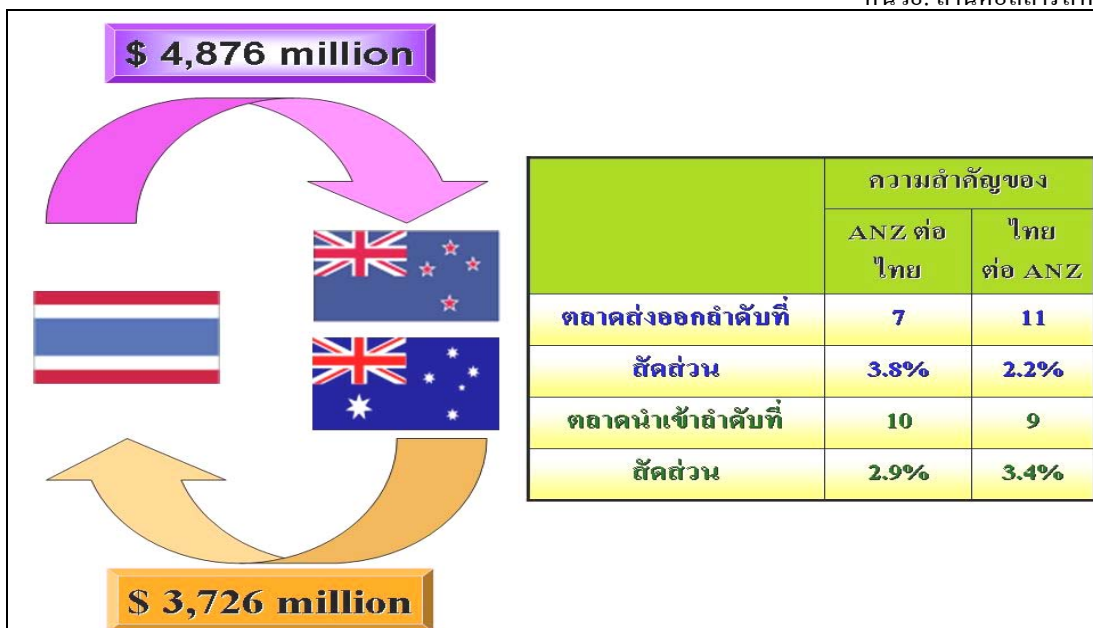 $ 4,876 million
ความสำคัญของ
ANZ ต่อ
ไทย
ไทย
ต่อ ANZ
ตลาดส่งออกลำดับที่ 7 11
สัดส่วน 3.8% 2.2%
ตลาดนำเข้าลำดับที่ 10 9
สัดส่วน 2.9% 3.4%
$ 3,726 million